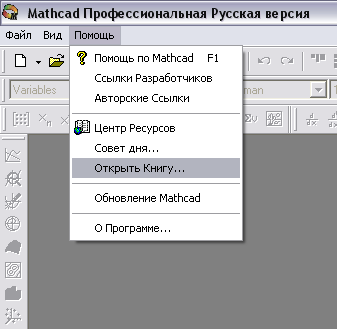 Mathcad Профессиональная Русская версия
Файл Вид Помощь
Помощь по Mathcad F1
Ссылки Разработчиков
Авторские Ссылки
Центр Ресурсов
Совет дня...
Открыть Книгу...
Обновление Mathcad
О Программе...
Variables